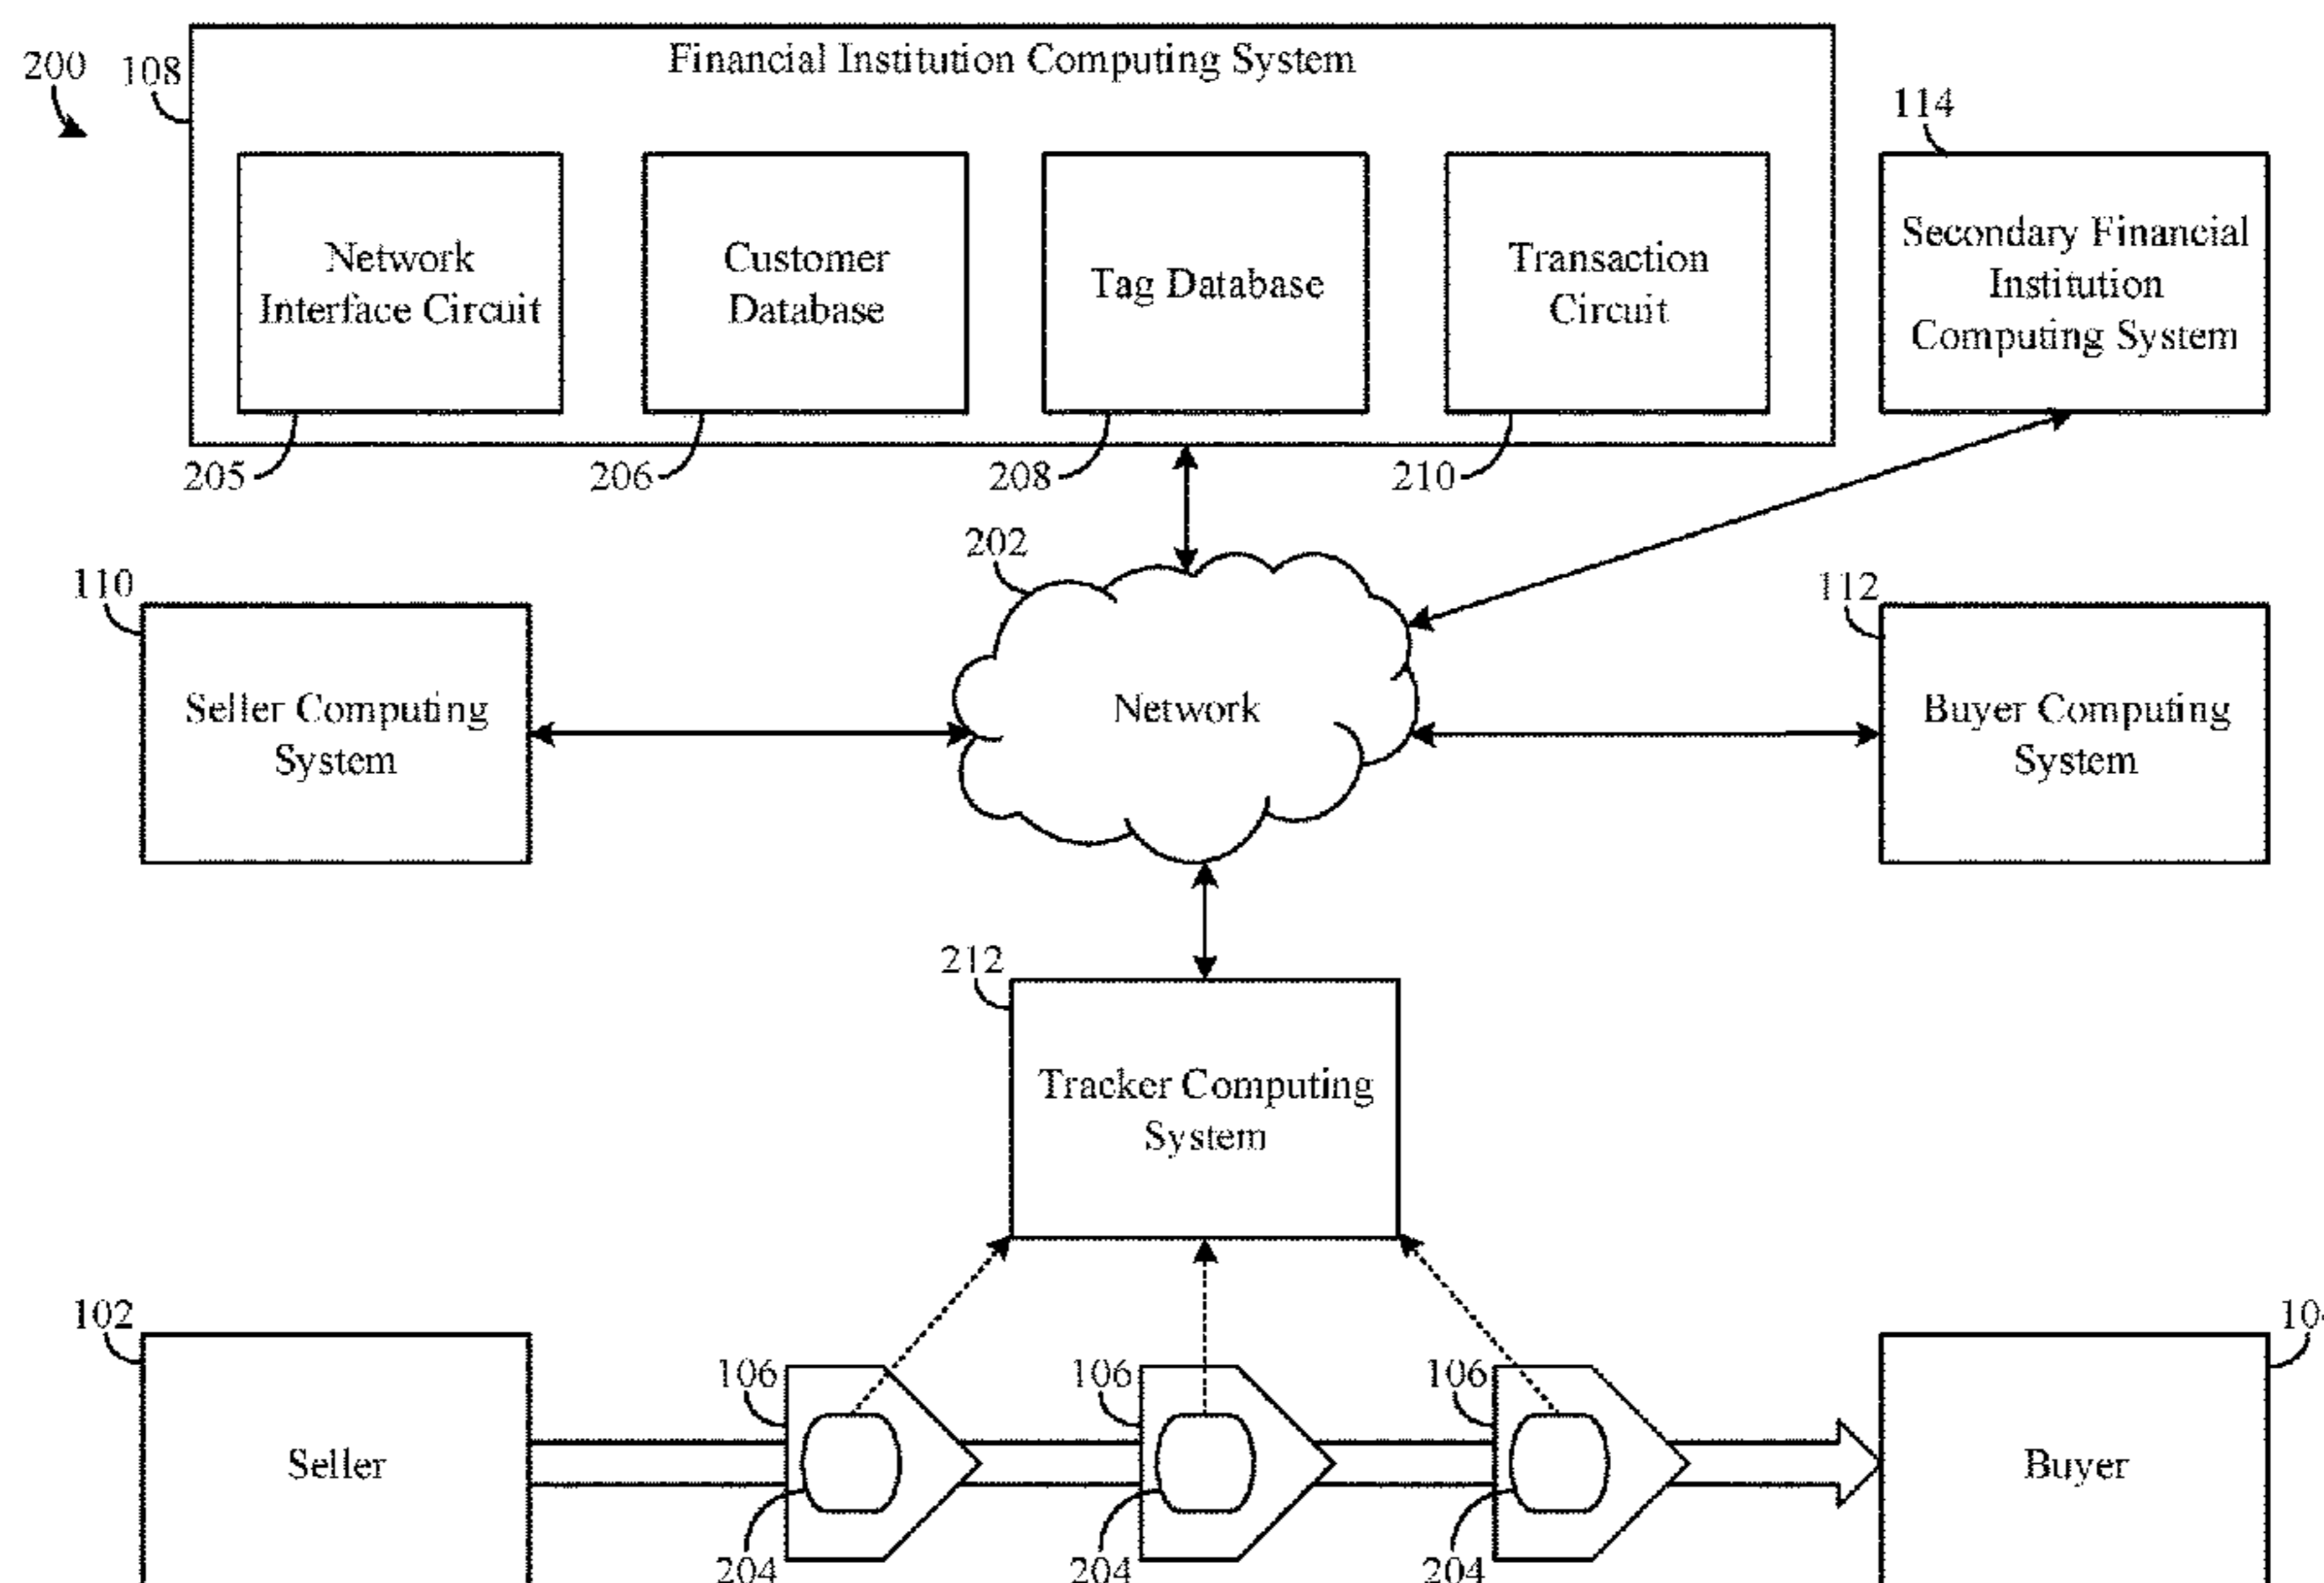 Financial Institution Computing System
200
108
114
Network
Interface Circuit
Customer
Database
Tag Database
Transaction
Circuit
Secondary Financial
Institution
Computing System
205
206
208
210
202
110
112
Seller Computing
System
Network
Buyer Computing
System
212
Tracker Computing
System
102
106
106
106
Seller
Buyer
204
204
204